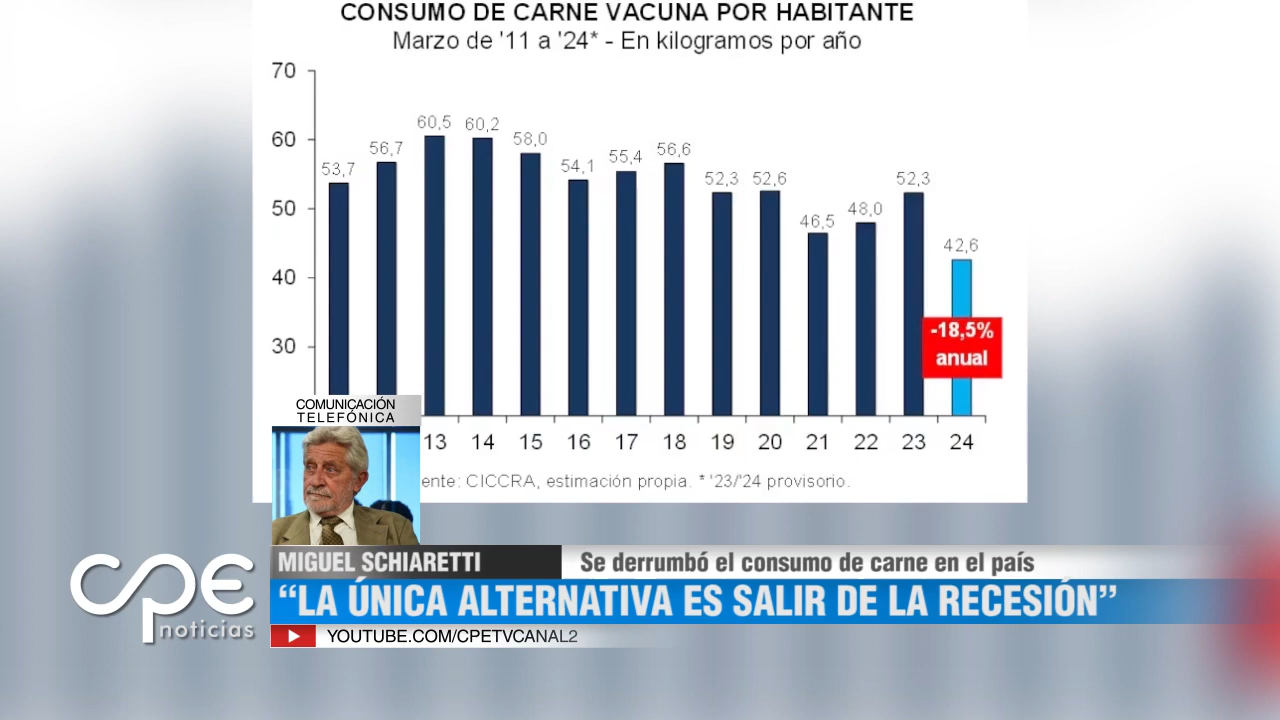 CONSUMO DE CARNE VACUNA POR HABITANTE
Marzo de '11 a '24* - En kilogramos por año
70
60
50
40
30
53,7
56,7
60,5
60,2
58,0
54,1
55,4
56,6
52,3
52,6
46,5
48,0
52,3
42,6
-18,5%
anual
13 14 15 16 17 18 19 20 21 22 23 24
ente: CICCRA, estimación propia. * '23/'24 provisorio.
COMUNICACIÓN
TELEFÓNICA
MIGUEL SCHIARETTI
Se derrumbó el consumo de carne en el país
“LA ÚNICA ALTERNATIVA ES SALIR DE LA RECESIÓN”
YOUTUBE.COM/CPETVCANAL2
cpe
noticias